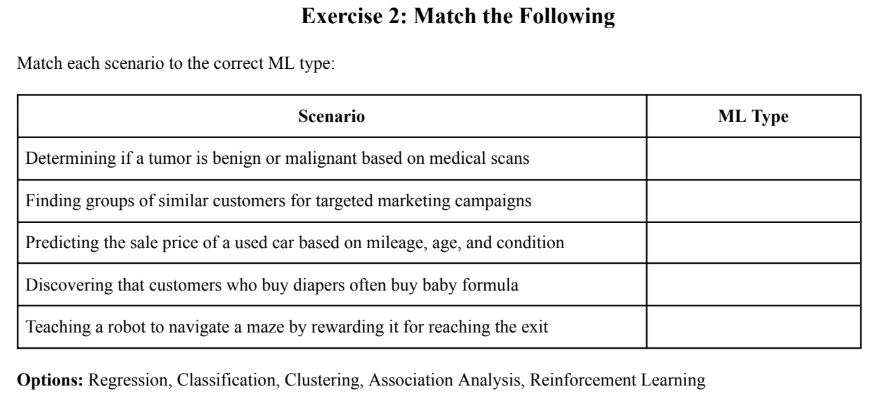 Exercise 2: Match the Following
Match each scenario to the correct ML type:
Scenario ML Type
Determining if a tumor is benign or malignant based on medical scans
Finding groups of similar customers for targeted marketing campaigns
Predicting the sale price of a used car based on mileage, age, and condition
Discovering that customers who buy diapers often buy baby formula
Teaching a robot to navigate a maze by rewarding it for reaching the exit
Options: Regression, Classification, Clustering, Association Analysis, Reinforcement Learning